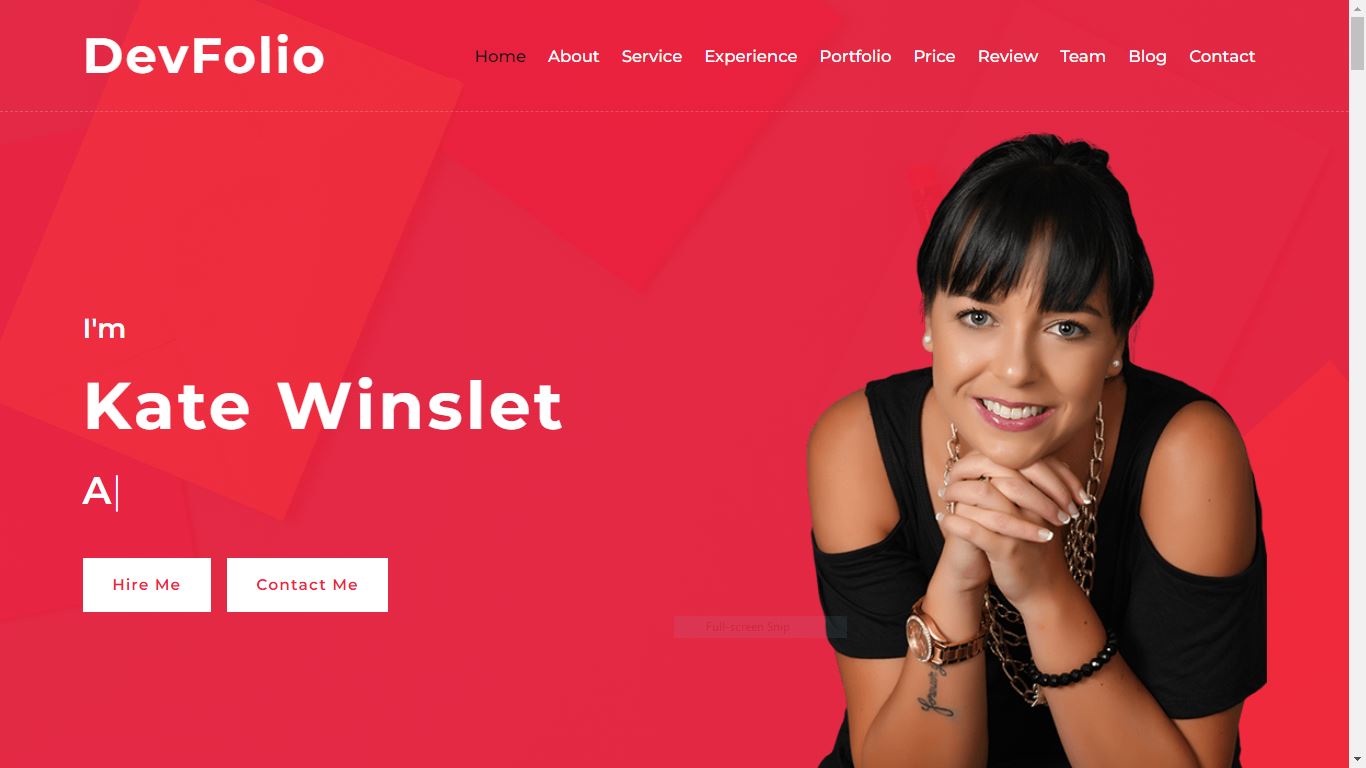 DevFolio
Home About Service Experience Portfolio Price Review Team Blog Contact
I'm
Kate Winslet
A|
Hire Me Contact Me
Full-screen Snip
forever